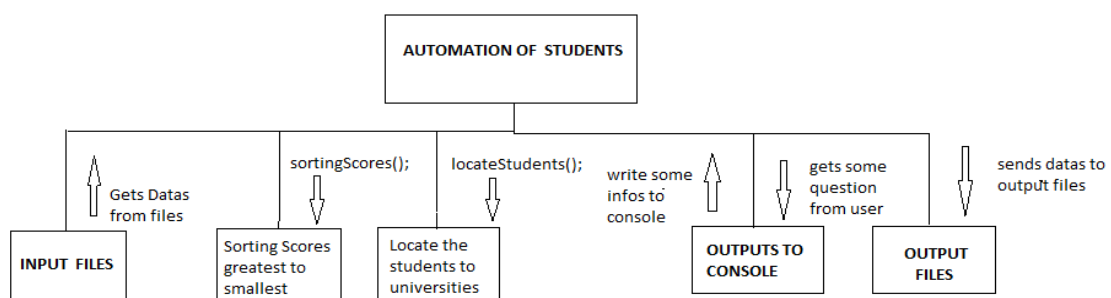 AUTOMATION OF STUDENTS
Gets Datas
from files
sortingScores();
locateStudents();
write some
infos to
console
gets some
question
from user
sends datas to
output files
INPUT FILES
Sorting Scores
greatest to
smallest
Locate the
students to
universities
OUTPUTS TO
CONSOLE
OUTPUT
FILES